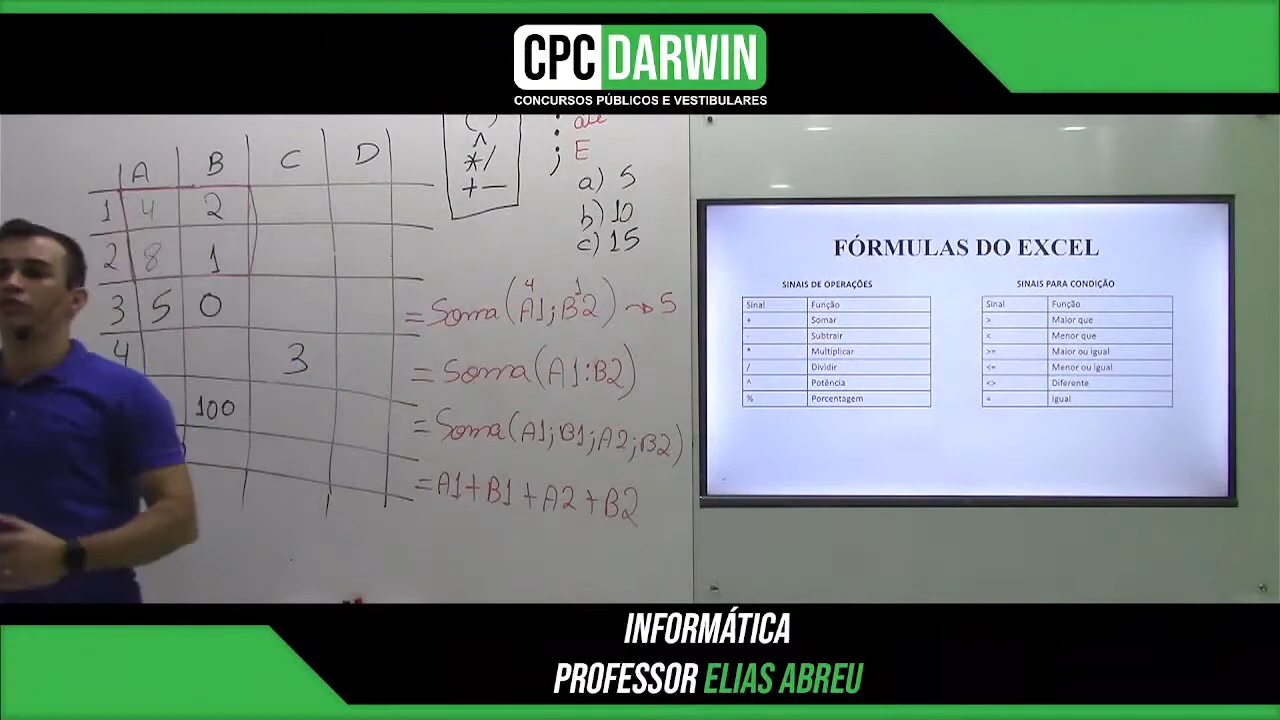 CPC DARWIN
CONCURSOS PÚBLICOS E VESTIBULARES
A B C D
1 4 2
2 8 1
3 5 0
4 3
100
( )
^
*/
+ -
: até
; E
a) 5
b) 10
c) 15
4 1
=Soma(A1;B2) → 5
=Soma(A1:B2)
=Soma(A1;B1;A2;B2)
=A1+B1+A2+B2
FÓRMULAS DO EXCEL
SINAIS DE OPERAÇÕES
Sinal Função
+ Somar
- Subtrair
* Multiplicar
/ Dividir
^ Potência
% Porcentagem
SINAIS PARA CONDIÇÃO
Sinal Função
> Maior que
< Menor que
>= Maior ou igual
<= Menor ou igual
<> Diferente
= Igual
INFORMÁTICA
PROFESSOR ELIAS ABREU